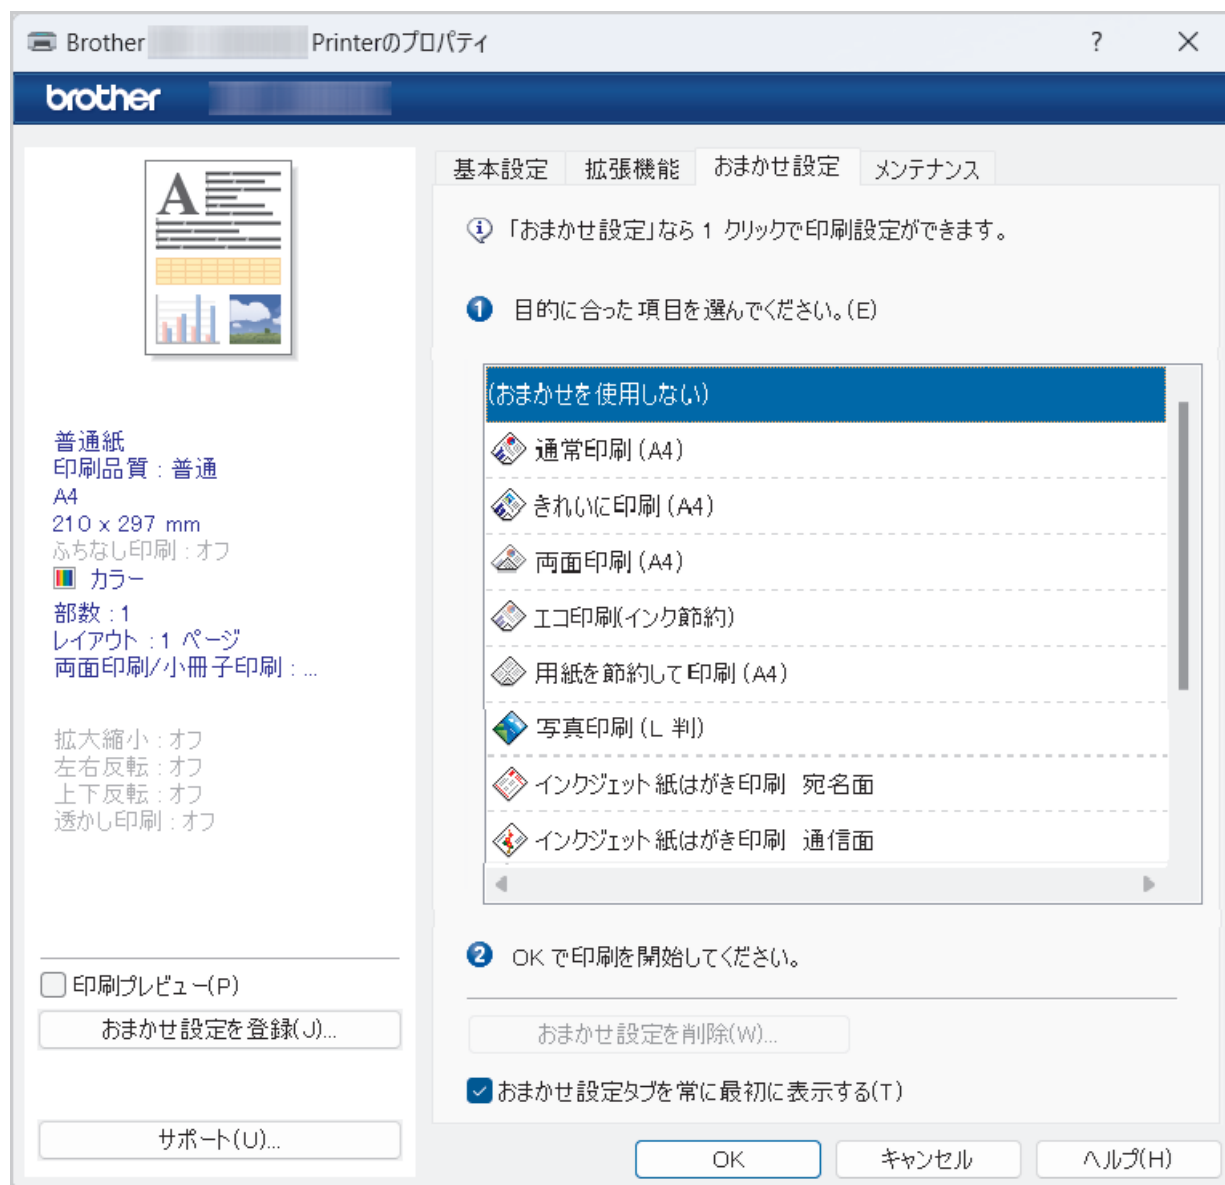 Brother Printerのプロパティ
brother
基本設定 拡張機能 おまかせ設定 メンテナンス
「おまかせ設定」なら 1 クリックで印刷設定ができます。
1 目的に合った項目を選んでください。(E)
(おまかせを使用しない)
通常印刷 (A4)
きれいに印刷 (A4)
両面印刷 (A4)
エコ印刷(インク節約)
用紙を節約して印刷 (A4)
写真印刷 (L 判)
インクジェット紙はがき印刷 宛名面
インクジェット紙はがき印刷 通信面
2 OK で印刷を開始してください。
おまかせ設定を削除(W)...
おまかせ設定タブを常に最初に表示する(T)
A
普通紙
印刷品質 : 普通
A4
210 x 297 mm
ふちなし印刷 : オフ
カラー
部数 : 1
レイアウト : 1 ページ
両面印刷/小冊子印刷 : ...
拡大縮小 : オフ
左右反転 : オフ
上下反転 : オフ
透かし印刷 : オフ
印刷プレビュー(P)
おまかせ設定を登録(J)...
サポート(U)...
OK キャンセル ヘルプ(H)